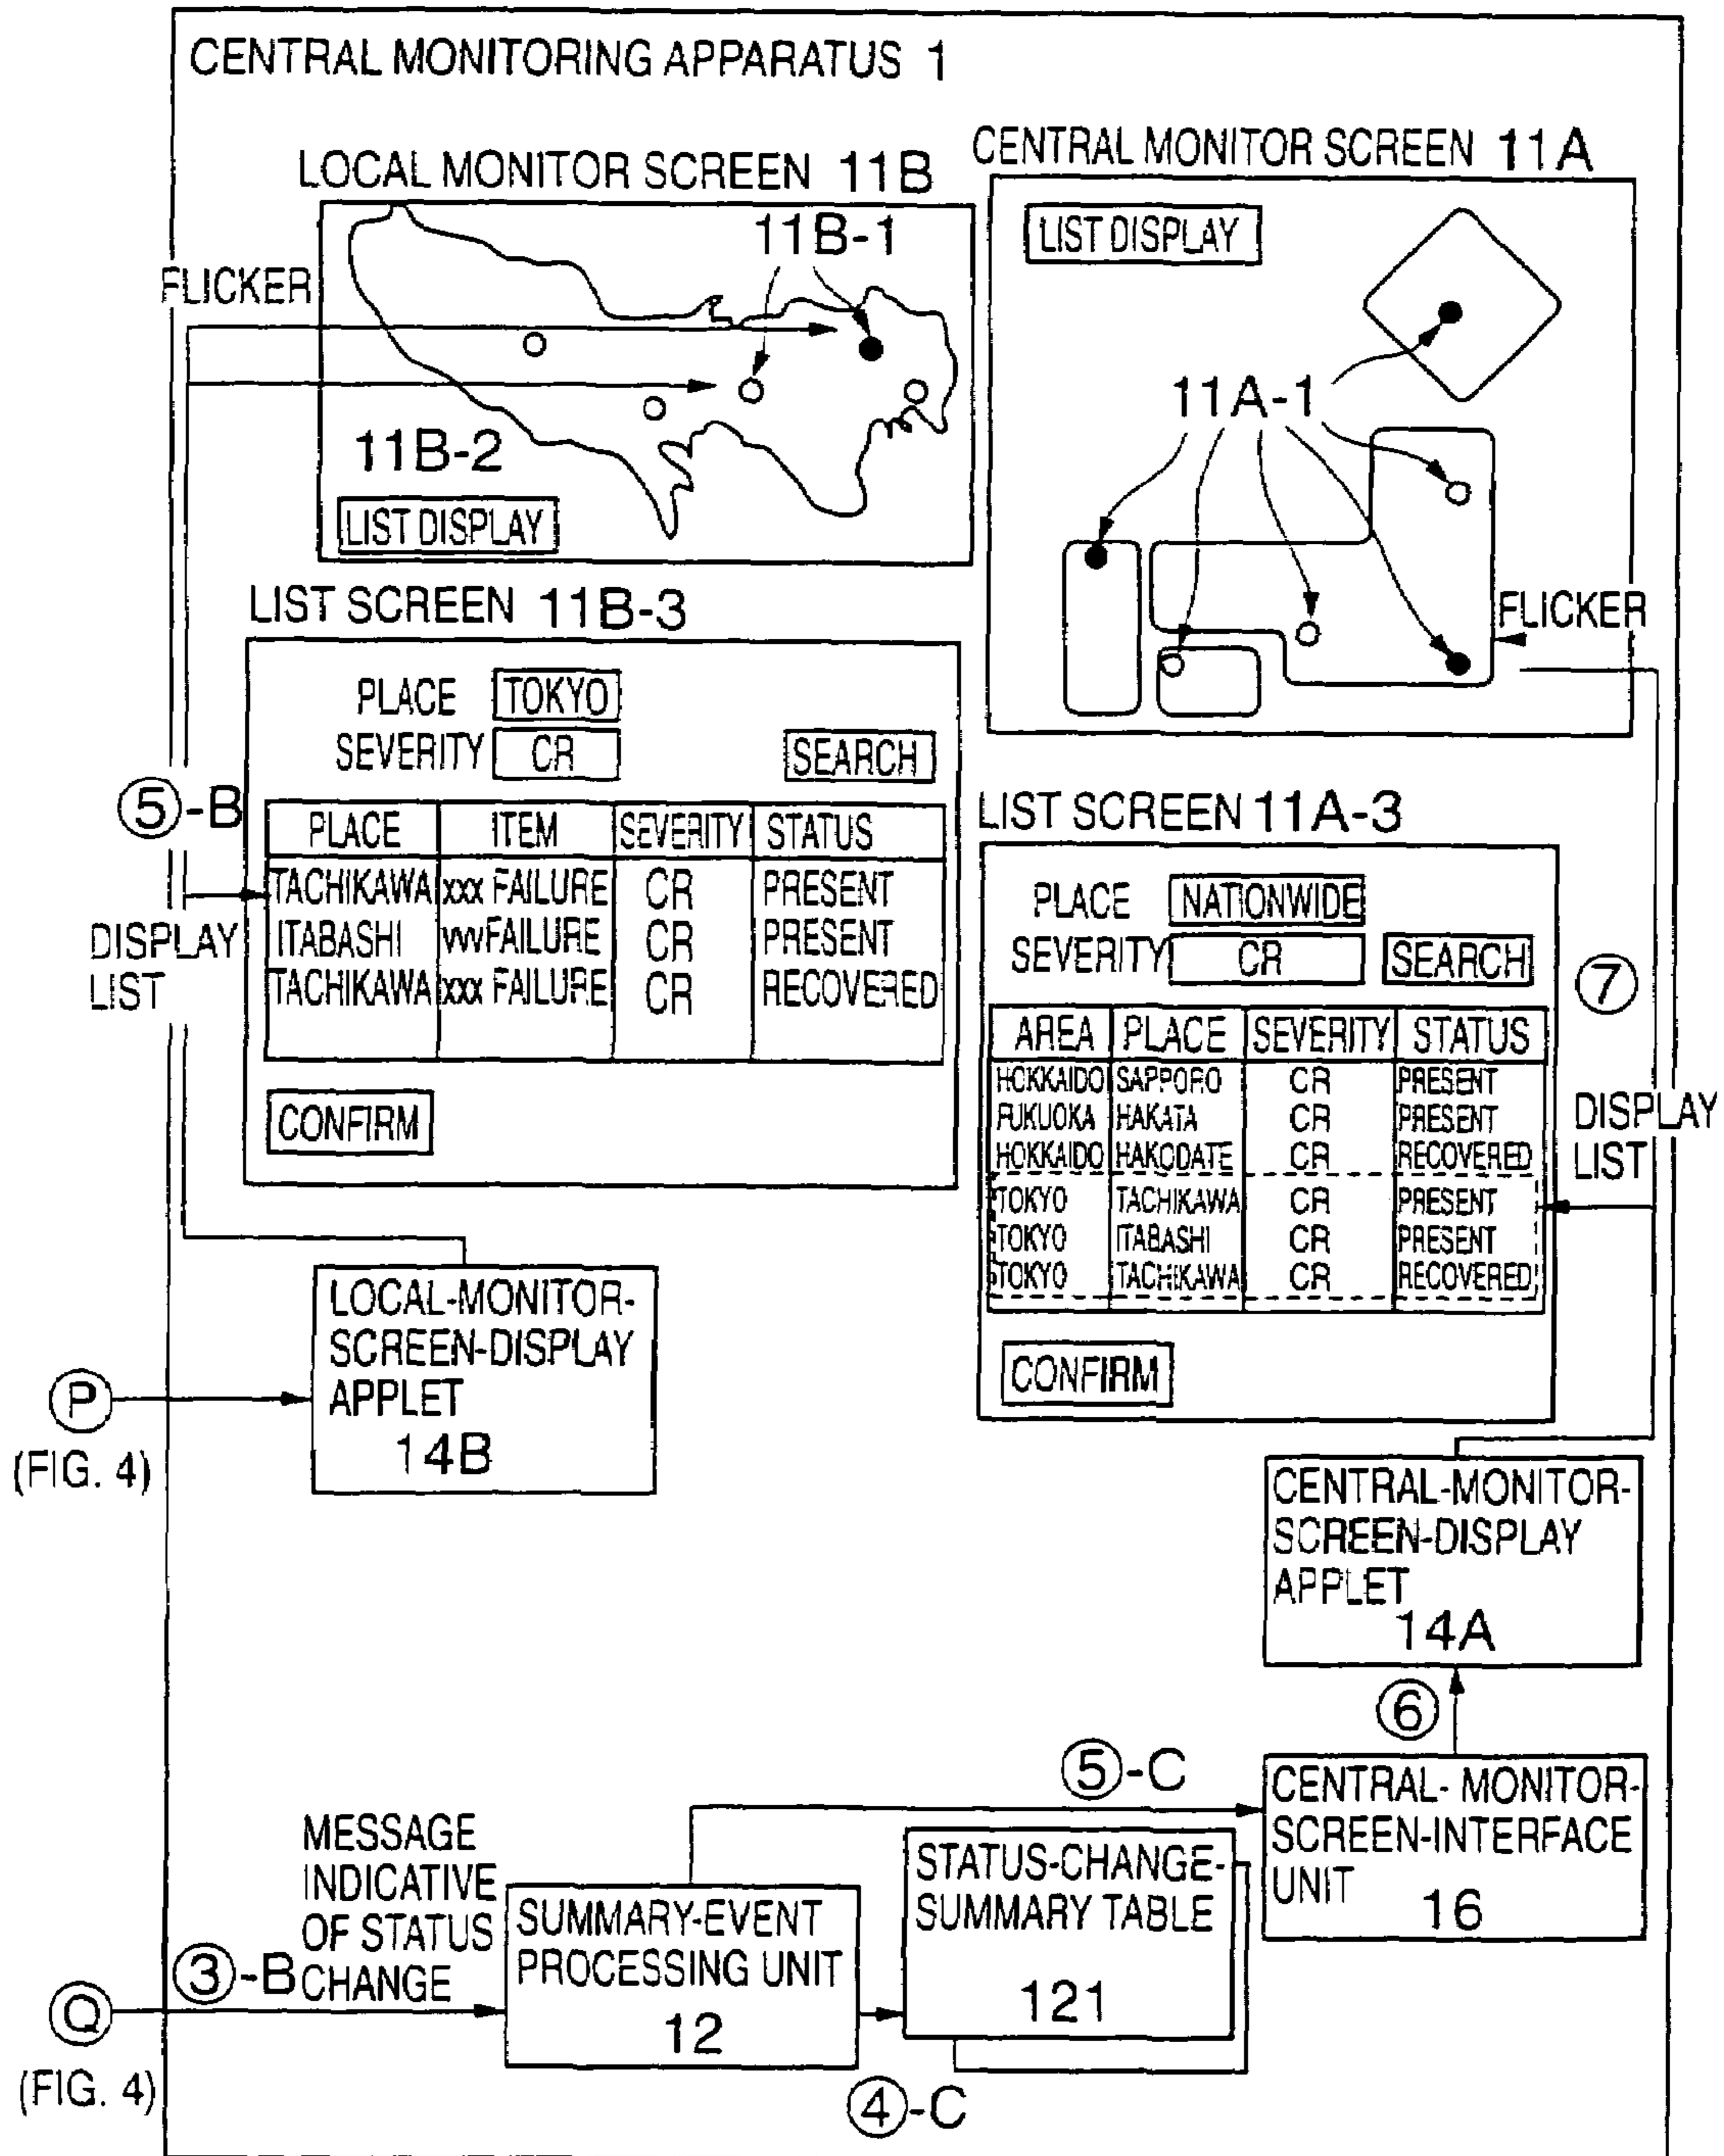 CENTRAL MONITORING APPARATUS 1
LOCAL MONITOR SCREEN 11B
11B-1
FLICKER
11B-2
LIST DISPLAY
CENTRAL MONITOR SCREEN 11A
LIST DISPLAY
11A-1
FLICKER
LIST SCREEN 11B-3
PLACE TOKYO
SEVERITY CR SEARCH
⑤-B
PLACE ITEM SEVERITY STATUS
TACHIKAWA xxx FAILURE CR PRESENT
ITABASHI vvv FAILURE CR PRESENT
TACHIKAWA xxx FAILURE CR RECOVERED
DISPLAY
LIST
CONFIRM
LIST SCREEN 11A-3
PLACE NATIONWIDE
SEVERITY CR SEARCH
⑦
AREA PLACE SEVERITY STATUS
HOKKAIDO SAPPORO CR PRESENT
FUKUOKA HAKATA CR PRESENT
HOKKAIDO HAKODATE CR RECOVERED
TOKYO TACHIKAWA CR PRESENT
TOKYO ITABASHI CR PRESENT
TOKYO TACHIKAWA CR RECOVERED
DISPLAY
LIST
CONFIRM
LOCAL-MONITOR-
SCREEN-DISPLAY
APPLET
14B
P
(FIG. 4)
CENTRAL-MONITOR-
SCREEN-DISPLAY
APPLET
14A
⑥
⑤-C
CENTRAL- MONITOR-
SCREEN-INTERFACE
UNIT
16
MESSAGE
INDICATIVE
OF STATUS
CHANGE
③-B
Q
(FIG. 4)
SUMMARY-EVENT
PROCESSING UNIT
12
STATUS-CHANGE-
SUMMARY TABLE
121
④-C